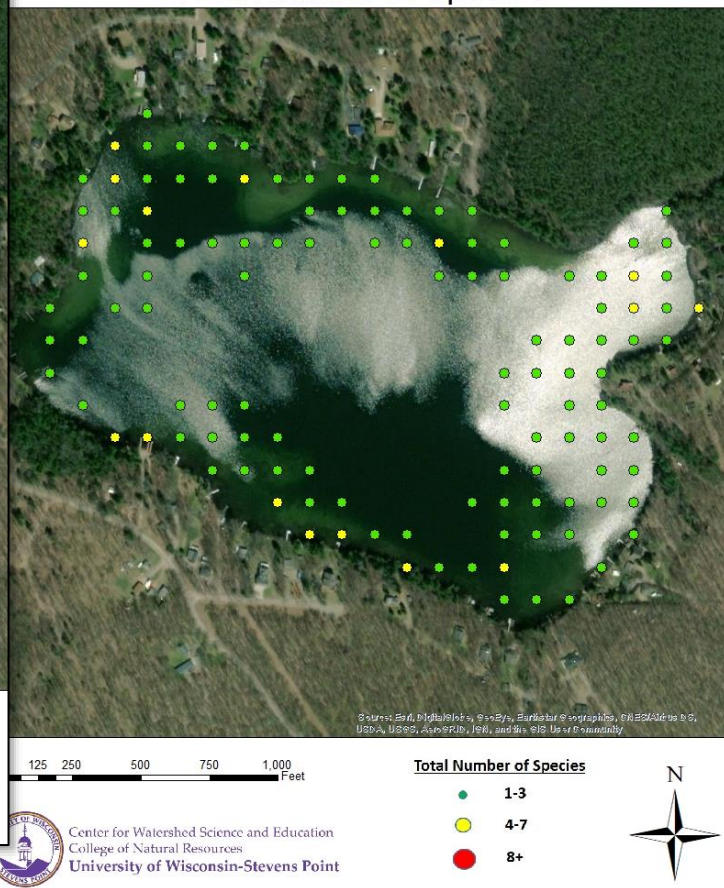 Source: Esri, DigitalGlobe, GeoEye, Earthstar Geographics, CNES/Airbus DS,
USDA, USGS, AeroGRID, IGN, and the GIS User Community
125 250 500 750 1,000
Feet
Total Number of Species
1-3
4-7
8+
N
Center for Watershed Science and Education
College of Natural Resources
University of Wisconsin-Stevens Point
STEVENS POINT